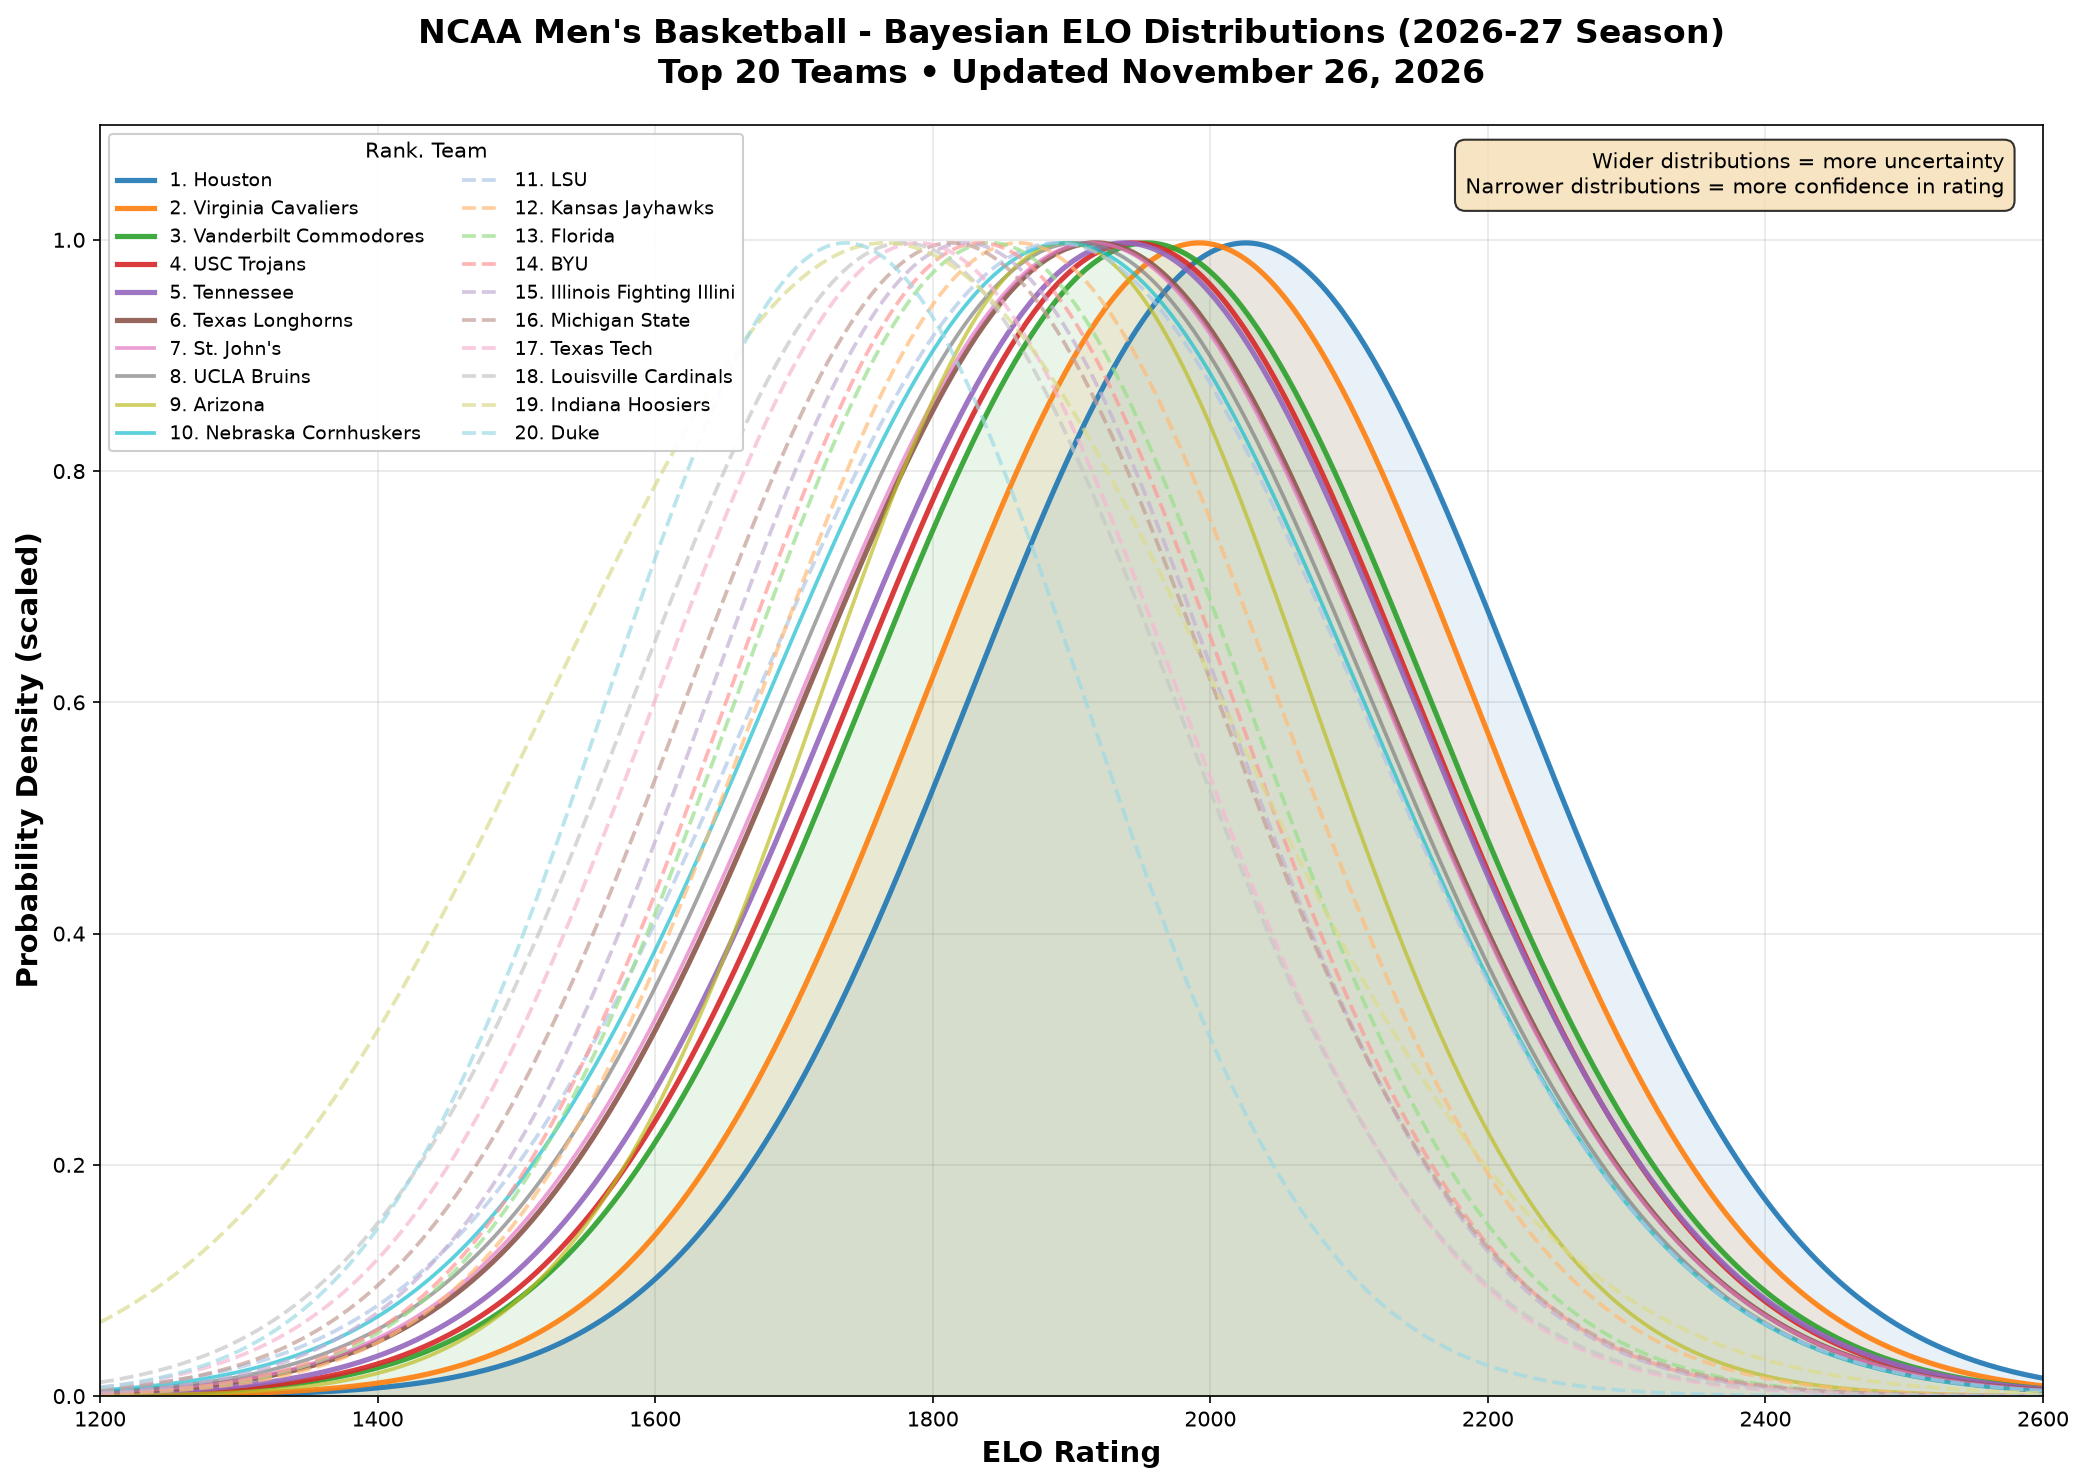 NCAA Men's Basketball - Bayesian ELO Distributions (2026-27 Season)
Top 20 Teams • Updated November 26, 2026
Rank. Team
1. Houston
2. Virginia Cavaliers
3. Vanderbilt Commodores
4. USC Trojans
5. Tennessee
6. Texas Longhorns
7. St. John's
8. UCLA Bruins
9. Arizona
10. Nebraska Cornhuskers
11. LSU
12. Kansas Jayhawks
13. Florida
14. BYU
15. Illinois Fighting Illini
16. Michigan State
17. Texas Tech
18. Louisville Cardinals
19. Indiana Hoosiers
20. Duke
Wider distributions = more uncertainty
Narrower distributions = more confidence in rating
Probability Density (scaled)
1.0
0.8
0.6
0.4
0.2
0.0
1200 1400 1600 1800 2000 2200 2400 2600
ELO Rating